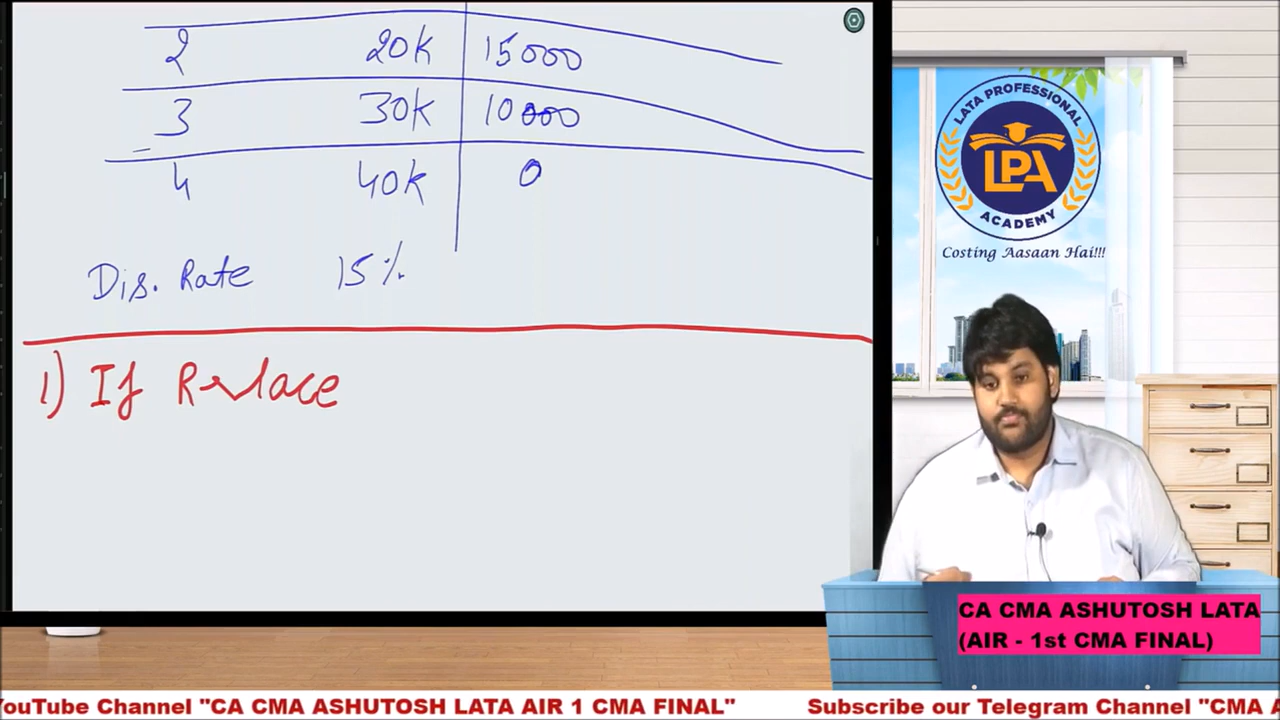 2 20k 15000
3 30k 10000
4 40k 0
Dis. Rate 15%
1) If Replace
LATA PROFESSIONAL
LPA
ACADEMY
Costing Aasaan Hai!!!
CA CMA ASHUTOSH LATA
(AIR - 1st CMA FINAL)
YouTube Channel "CA CMA ASHUTOSH LATA AIR 1 CMA FINAL" Subscribe our Telegram Channel "CMA A